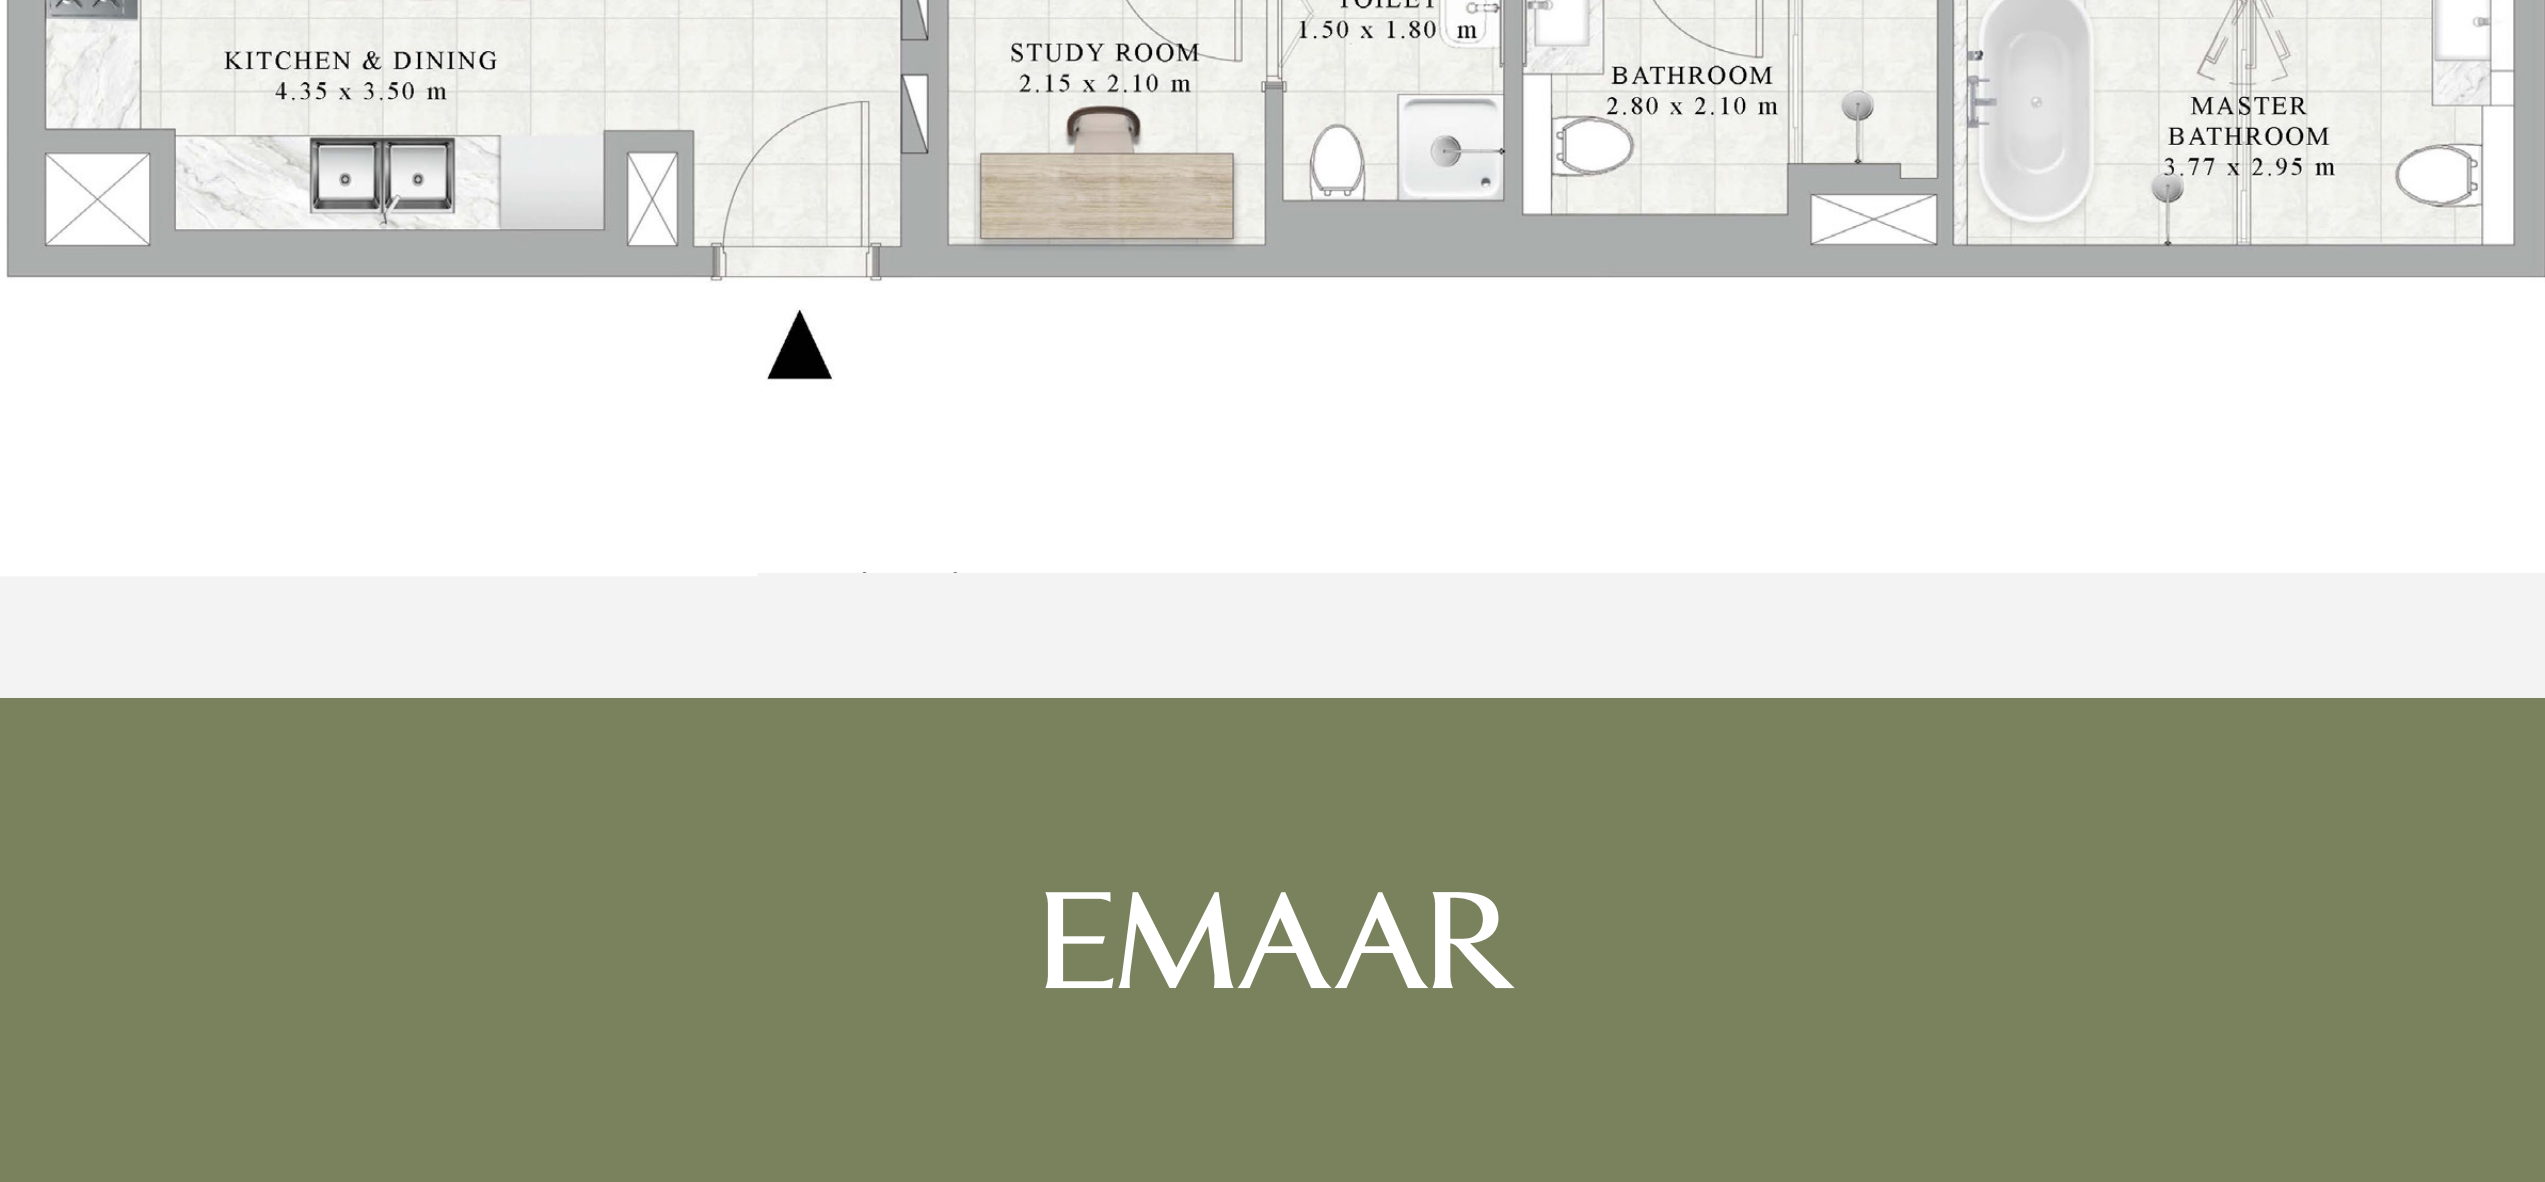 KITCHEN & DINING
4.35 x 3.50 m
STUDY ROOM
2.15 x 2.10 m
TOILET
1.50 x 1.80 m
BATHROOM
2.80 x 2.10 m
MASTER
BATHROOM
3.77 x 2.95 m
EMAAR